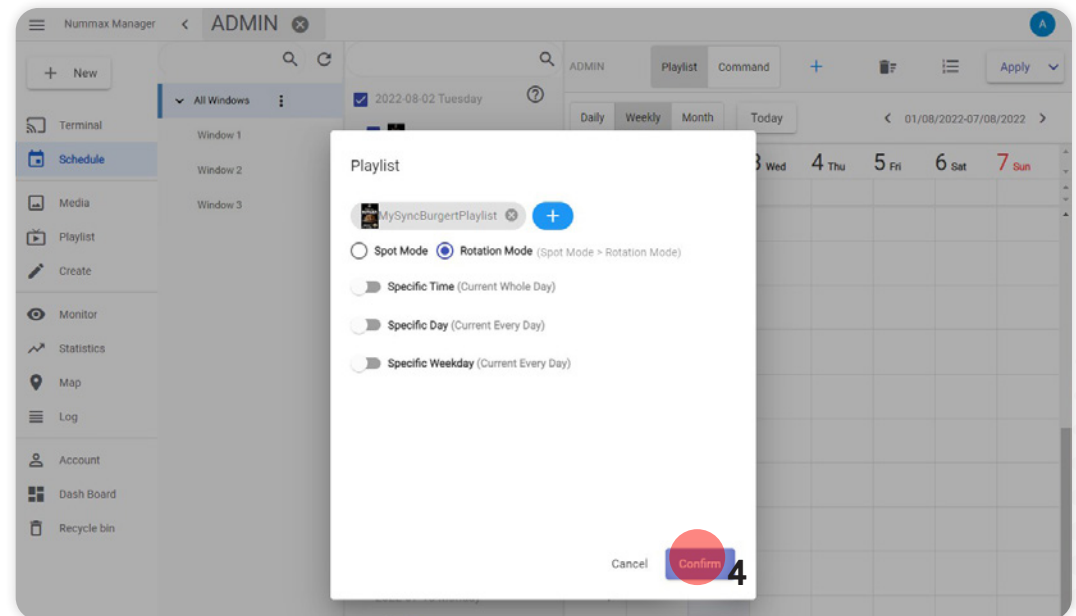 Nummax Manager
ADMIN
A
+ New
Terminal
Schedule
Media
Playlist
Create
Monitor
Statistics
Map
Log
Account
Dash Board
Recycle bin
All Windows
Window 1
Window 2
Window 3
2022-08-02 Tuesday
ADMIN Playlist Command + Apply
Daily Weekly Month Today 01/08/2022-07/08/2022
Wed 4 Thu 5 Fri 6 Sat 7 Sun
Playlist
MySyncBurgertPlaylist +
Spot Mode Rotation Mode (Spot Mode > Rotation Mode)
Specific Time (Current Whole Day)
Specific Day (Current Every Day)
Specific Weekday (Current Every Day)
Cancel Confirm 4